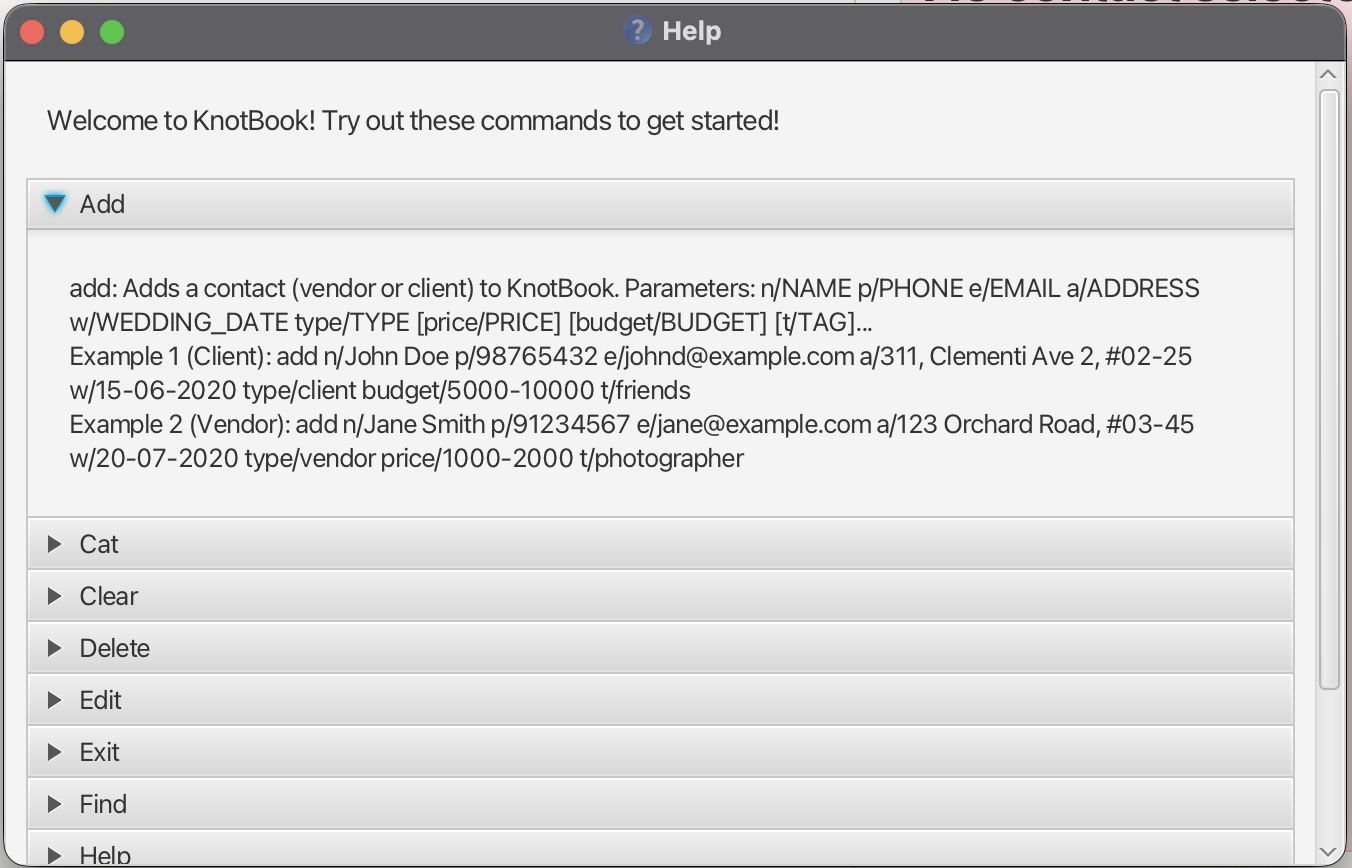 Help
Welcome to KnotBook! Try out these commands to get started!
Add
add: Adds a contact (vendor or client) to KnotBook. Parameters: n/NAME p/PHONE e/EMAIL a/ADDRESS
w/WEDDING_DATE type/TYPE [price/PRICE] [budget/BUDGET] [t/TAG]...
Example 1 (Client): add n/John Doe p/98765432 e/johnd@example.com a/311, Clementi Ave 2, #02-25
w/15-06-2020 type/client budget/5000-10000 t/friends
Example 2 (Vendor): add n/Jane Smith p/91234567 e/jane@example.com a/123 Orchard Road, #03-45
w/20-07-2020 type/vendor price/1000-2000 t/photographer
Cat
Clear
Delete
Edit
Exit
Find
Help